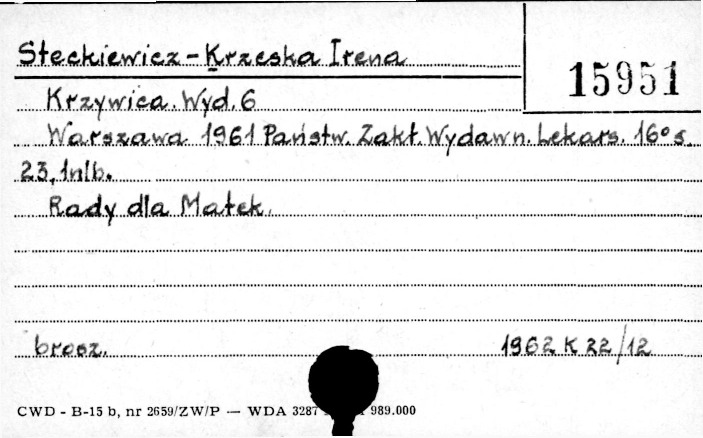 Steckiewicz-Krzeska Irena
15951
Krzywica. Wyd. 6
Warszawa 1961 Państw. Zakł. Wydawn. Lekars. 16° s.
23, 1nlb.
Rady dla Matek.
brosz.
1962 K 22/12
CWD - B-15 b, nr 2659/ZW/P — WDA 3287 989.000